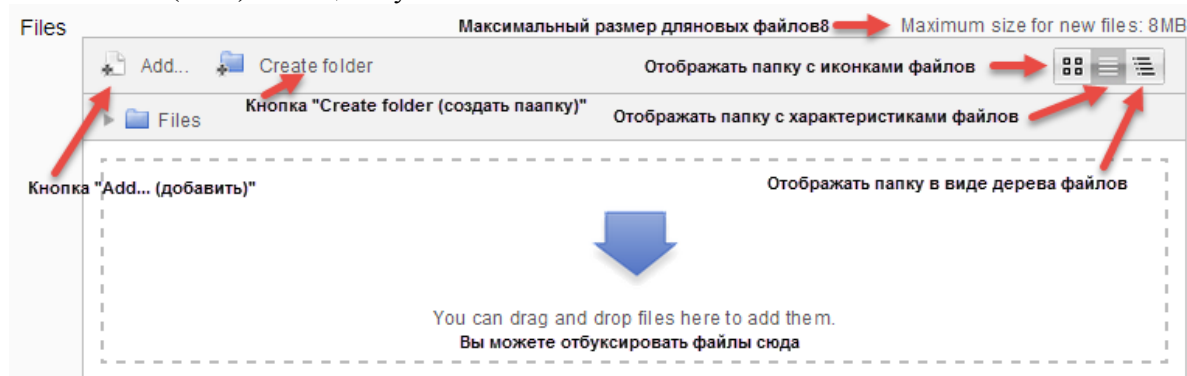 Files
Максимальный размер дляновых файлов8
Maximum size for new files: 8MB
Add...
Create folder
Отображать папку с иконками файлов
Кнопка "Create folder (создать паапку)"
Files
Отображать папку с характеристиками файлов
Кнопка "Add... (добавить)"
Отображать папку в виде дерева файлов
You can drag and drop files here to add them.
Вы можете отбуксировать файлы сюда